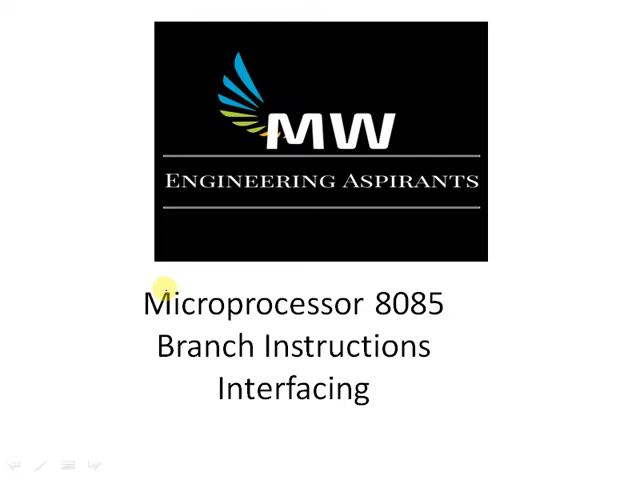 MW
ENGINEERING ASPIRANTS
Microprocessor 8085
Branch Instructions
Interfacing